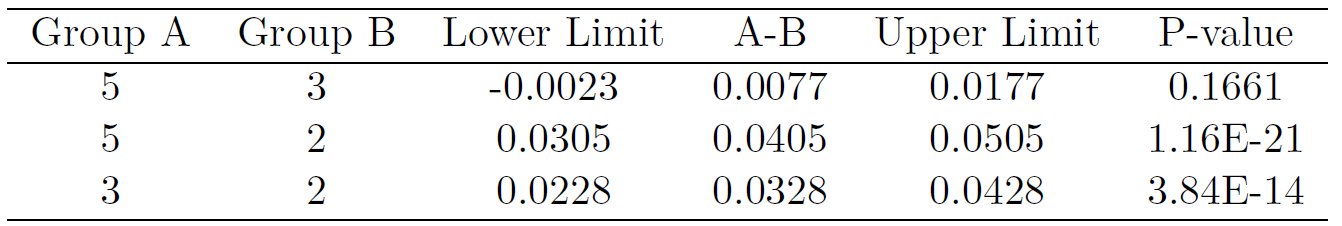 Group A Group B Lower Limit A-B Upper Limit P-value
5 3 -0.0023 0.0077 0.0177 0.1661
5 2 0.0305 0.0405 0.0505 1.16E-21
3 2 0.0228 0.0328 0.0428 3.84E-14